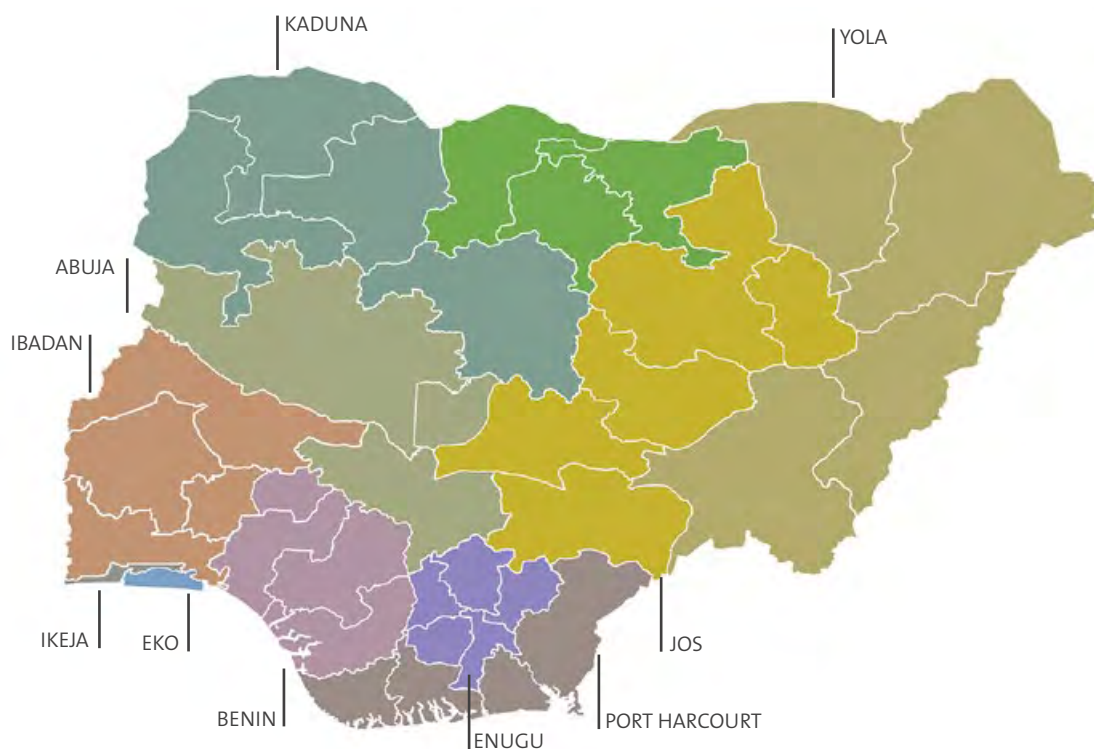 KADUNA
YOLA
ABUJA
IBADAN
IKEJA
EKO
JOS
BENIN
PORT HARCOURT
ENUGU